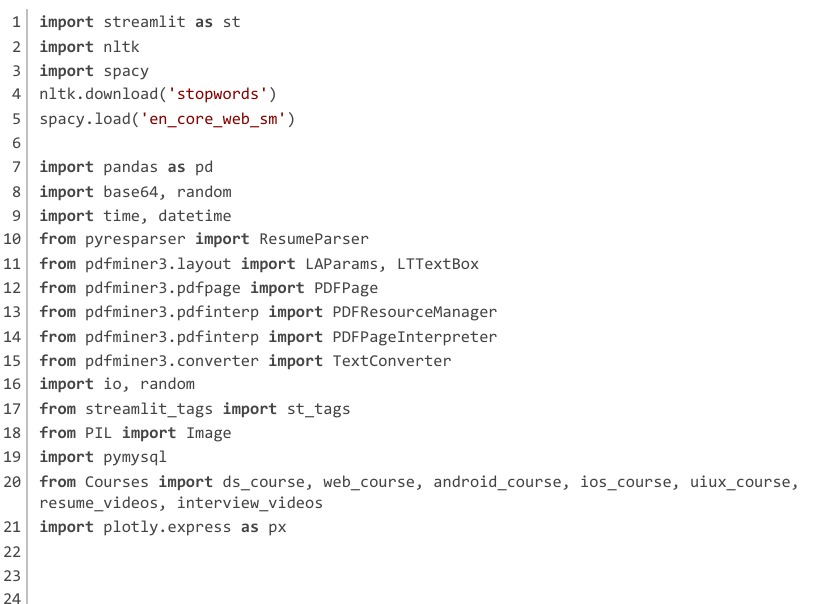 1 import streamlit as st
2 import nltk
3 import spacy
4 nltk.download('stopwords')
5 spacy.load('en_core_web_sm')
6
7 import pandas as pd
8 import base64, random
9 import time, datetime
10 from pyresparser import ResumeParser
11 from pdfminer3.layout import LAParams, LTTextBox
12 from pdfminer3.pdfpage import PDFPage
13 from pdfminer3.pdfinterp import PDFResourceManager
14 from pdfminer3.pdfinterp import PDFPageInterpreter
15 from pdfminer3.converter import TextConverter
16 import io, random
17 from streamlit_tags import st_tags
18 from PIL import Image
19 import pymysql
20 from Courses import ds_course, web_course, android_course, ios_course, uiux_course,
resume_videos, interview_videos
21 import plotly.express as px
22
23
24